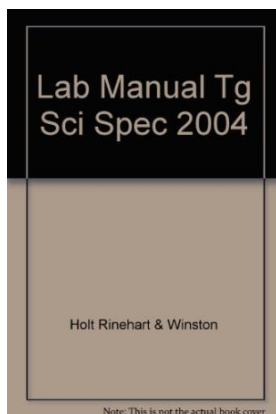 Lab Manual Tg
Sci Spec 2004
Holt Rinehart & Winston
Note: This is not the actual book cover